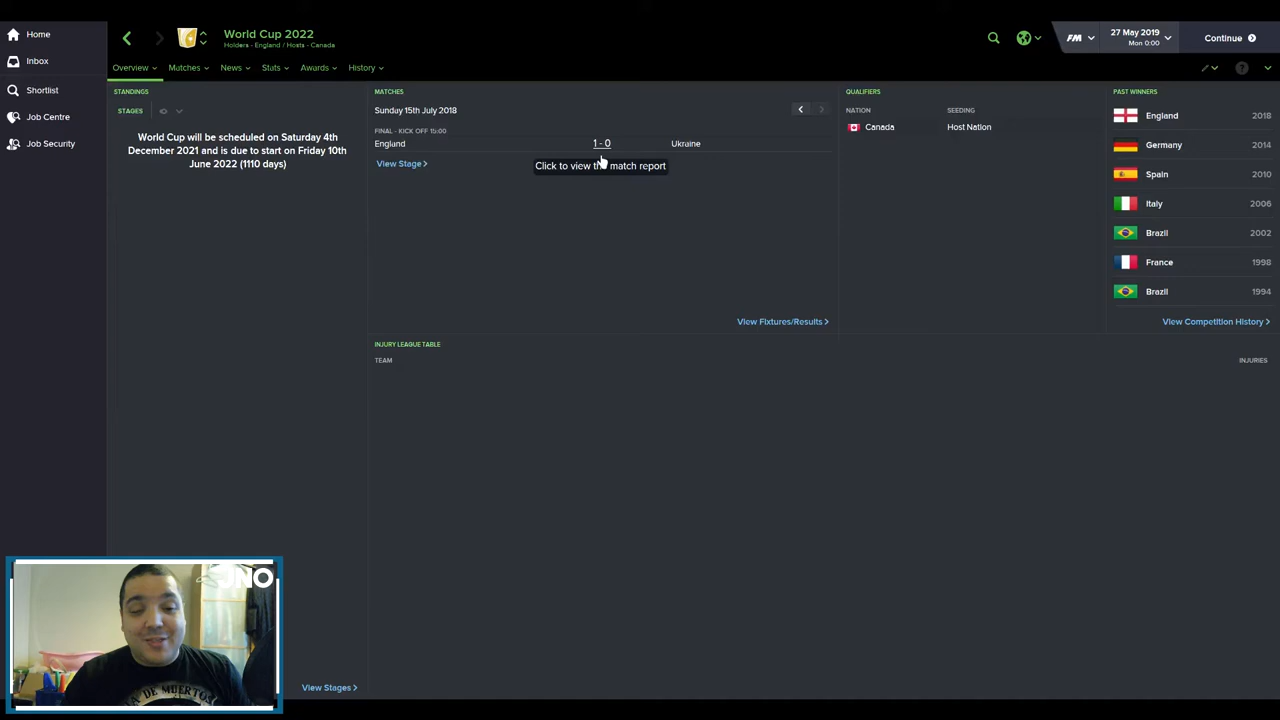 Home
Inbox
Shortlist
Job Centre
Job Security
World Cup 2022
Holders - England / Hosts - Canada
FM
27 May 2019
Mon 0:00
Continue
Overview
Matches
News
Stats
Awards
History
STANDINGS
STAGES
World Cup will be scheduled on Saturday 4th
December 2021 and is due to start on Friday 10th
June 2022 (1110 days)
View Stages >
MATCHES
Sunday 15th July 2018
FINAL - KICK OFF 15:00
England 1 - 0 Ukraine
View Stage >
Click to view the match report
View Fixtures/Results >
INJURY LEAGUE TABLE
TEAM INJURIES
QUALIFIERS
NATION SEEDING
Canada Host Nation
PAST WINNERS
England 2018
Germany 2014
Spain 2010
Italy 2006
Brazil 2002
France 1998
Brazil 1994
View Competition History >
JNO
DE MUERTOS